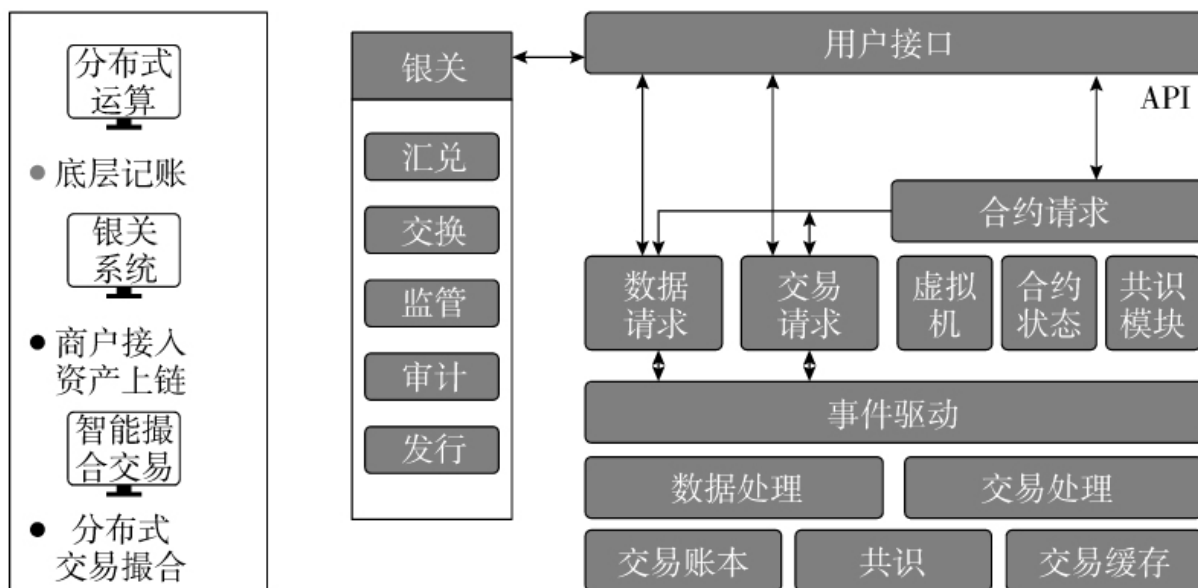 分布式
运算
底层记账
银关
系统
商户接入
资产上链
智能撮
合交易
分布式
交易撮合
银关
汇兑
交换
监管
审计
发行
用户接口
API
合约请求
数据
请求
交易
请求
虚拟
机
合约
状态
共识
模块
事件驱动
数据处理
交易处理
交易账本
共识
交易缓存